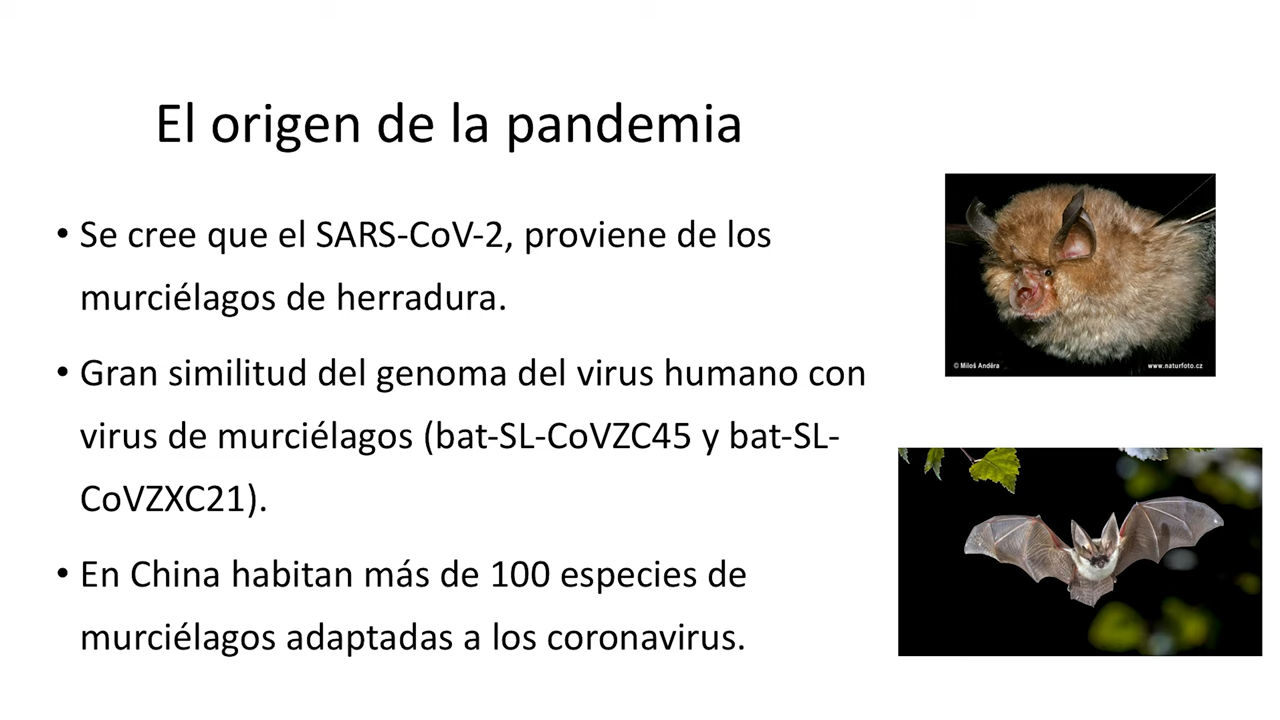 El origen de la pandemia
• Se cree que el SARS-CoV-2, proviene de los
murciélagos de herradura.
• Gran similitud del genoma del virus humano con
virus de murciélagos (bat-SL-CoVZC45 y bat-SL-
CoVZXC21).
• En China habitan más de 100 especies de
murciélagos adaptadas a los coronavirus.
© Miloš Anděra
www.naturfoto.cz